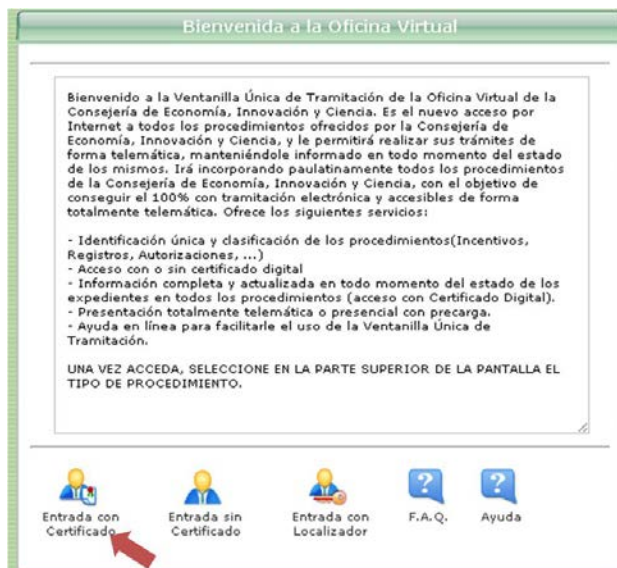 Bienvenida a la Oficina Virtual
Bienvenido a la Ventanilla Única de Tramitación de la Oficina Virtual de la
Consejería de Economía, Innovación y Ciencia. Es el nuevo acceso por
Internet a todos los procedimientos ofrecidos por la Consejería de
Economía, Innovación y Ciencia, y le permitirá realizar sus trámites de
forma telemática, manteniéndole informado en todo momento del estado
de los mismos. Irá incorporando paulatinamente todos los procedimientos
de la Consejería de Economía, Innovación y Ciencia, con el objetivo de
conseguir el 100% con tramitación electrónica y accesibles de forma
totalmente telemática. Ofrece los siguientes servicios:
- Identificación única y clasificación de los procedimientos(Incentivos,
Registros, Autorizaciones, ...)
- Acceso con o sin certificado digital
- Información completa y actualizada en todo momento del estado de los
expedientes en todos los procedimientos (acceso con Certificado Digital).
- Presentación totalmente telemática o presencial con precarga.
- Ayuda en línea para facilitarle el uso de la Ventanilla Única de
Tramitación.
UNA VEZ ACCEDA, SELECCIONE EN LA PARTE SUPERIOR DE LA PANTALLA EL
TIPO DE PROCEDIMIENTO.
Entrada con
Certificado
Entrada sin
Certificado
Entrada con
Localizador
F.A.Q.
Ayuda